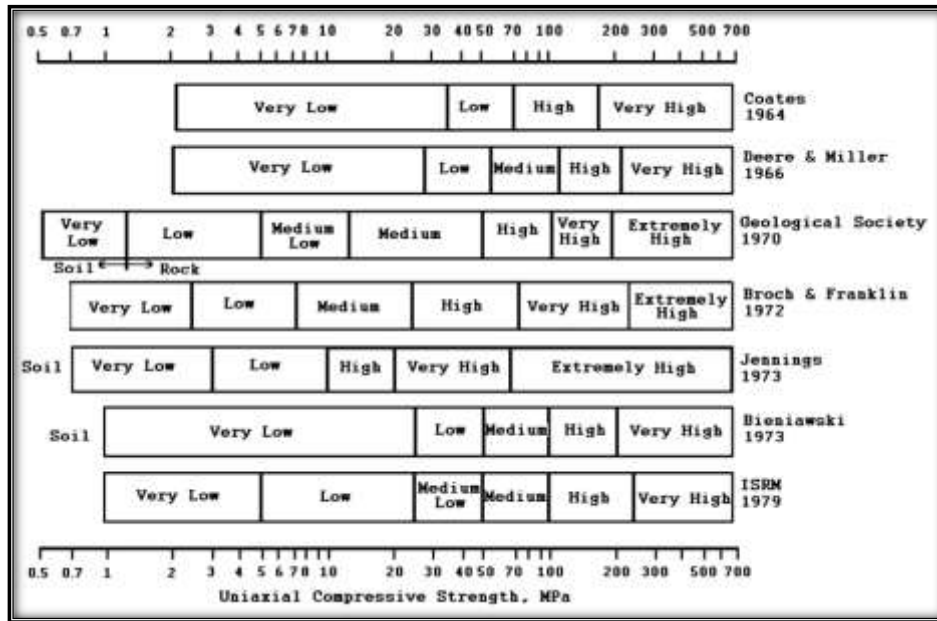 0.5 0.7 1 2 3 4 5 6 7 8 10 20 30 40 50 70 100 200 300 500 700
Very Low Low High Very High Coates
1964
Very Low Low Medium High Very High Deere & Miller
1966
Very Low Low Medium Low Medium High Very High Extremely High Geological Society
1970
Soil Rock
Very Low Low Medium High Very High Extremely High Broch & Franklin
1972
Soil Very Low Low High Very High Extremely High Jennings
1973
Soil Very Low Low Medium High Very High Bieniawski
1973
Very Low Low Medium Low Medium High Very High ISRM
1979
0.5 0.7 1 2 3 4 5 6 7 8 10 20 30 40 50 70 100 200 300 500 700
Uniaxial Compressive Strength, MPa